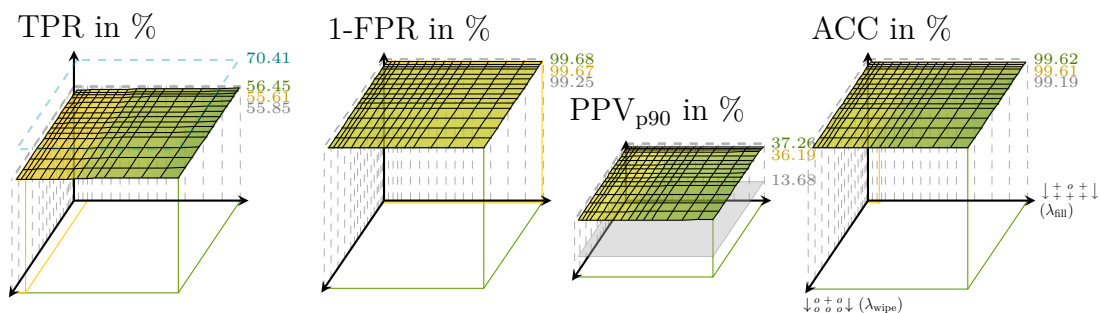 TPR in %
70.41
56.45
55.61
55.85
1-FPR in %
99.68
99.67
99.25
PPV_p90 in %
37.26
36.19
13.68
ACC in %
99.62
99.61
99.19
↓ + o + ↓
+ + +
(λ_fill)
↓ o + o ↓ (λ_wipe)
o o o